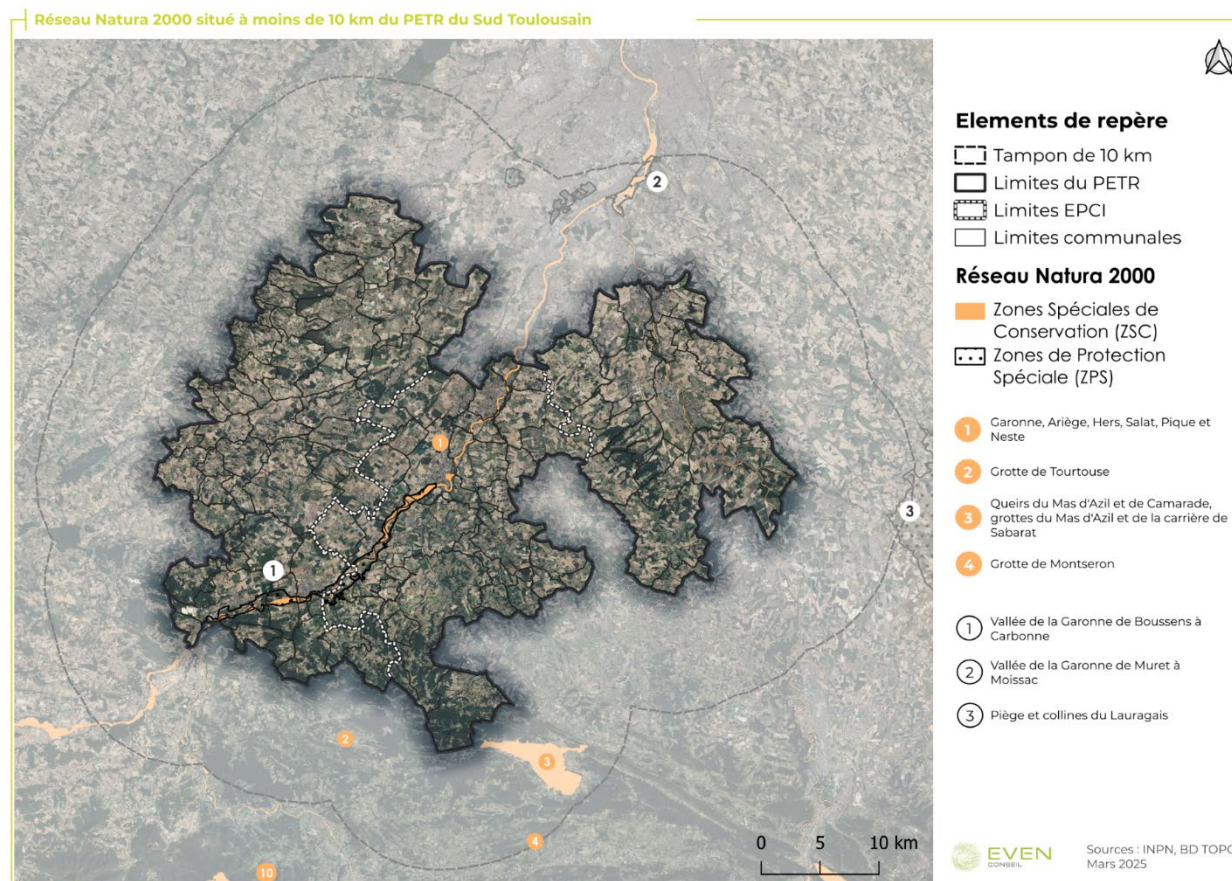 Réseau Natura 2000 situé à moins de 10 km du PETR du Sud Toulousain
Elements de repère
Tampon de 10 km
Limites du PETR
Limites EPCI
Limites communales
Réseau Natura 2000
Zones Spéciales de
Conservation (ZSC)
Zones de Protection
Spéciale (ZPS)
1 Garonne, Ariège, Hers, Salat, Pique et
Neste
2 Grotte de Tourtouse
3 Queirs du Mas d'Azil et de Camarade,
grottes du Mas d'Azil et de la carrière de
Sabarat
4 Grotte de Montseron
1 Vallée de la Garonne de Boussens à
Carbonne
2 Vallée de la Garonne de Muret à
Moissac
3 Piège et collines du Lauragais
2
1
3
1
2
3
4
10
0 5 10 km
EVEN
CONSEIL
Sources : INPN, BD TOPO
Mars 2025